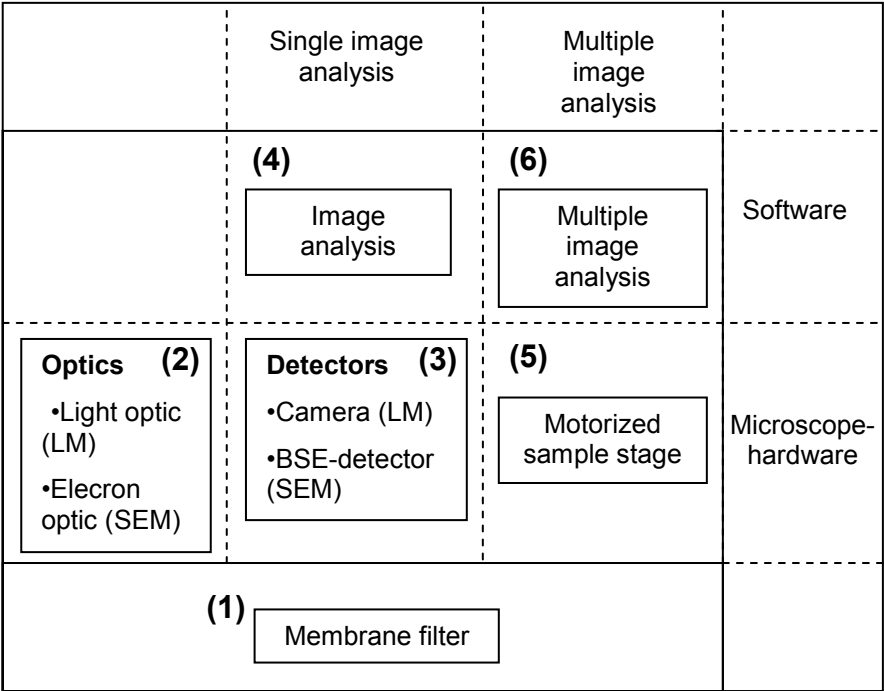 Single image
analysis
Multiple
image
analysis
(4)
Image
analysis
(6)
Multiple
image
analysis
Software
Optics (2)
•Light optic
(LM)
•Elecron
optic (SEM)
Detectors (3)
•Camera (LM)
•BSE-detector
(SEM)
(5)
Motorized
sample stage
Microscope-
hardware
(1)
Membrane filter